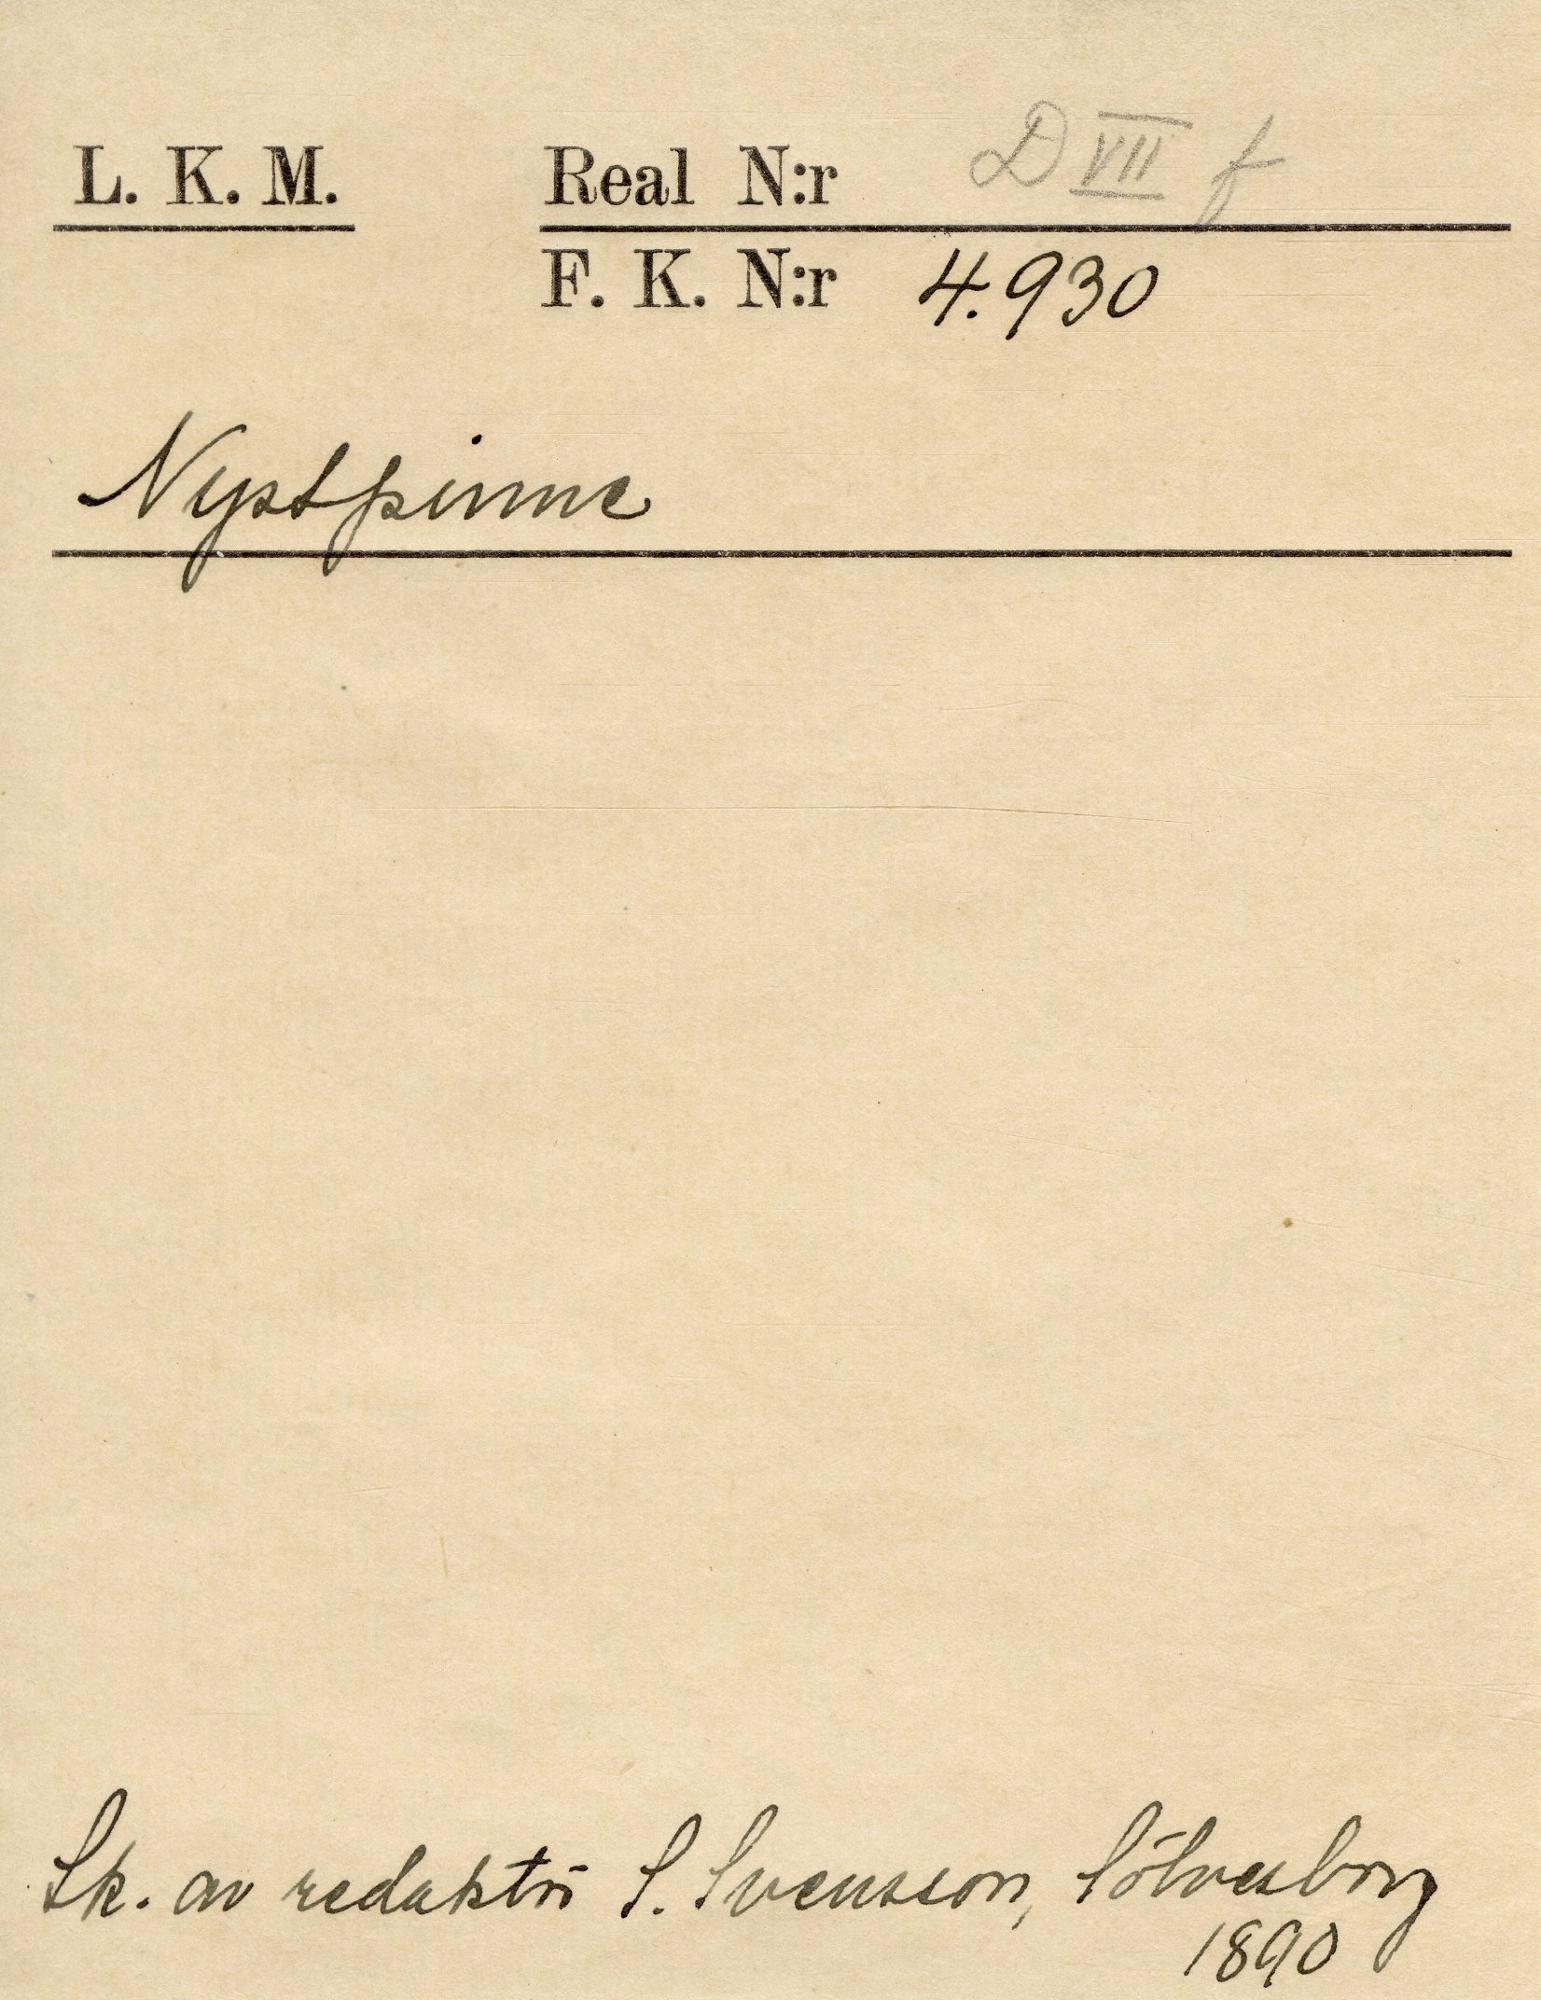 L. K. M. Real N:r D VII f
F. K. N:r 4.930
Nystpinne
Sk. av redaktör S. Svensson, Sölvesborg
1890